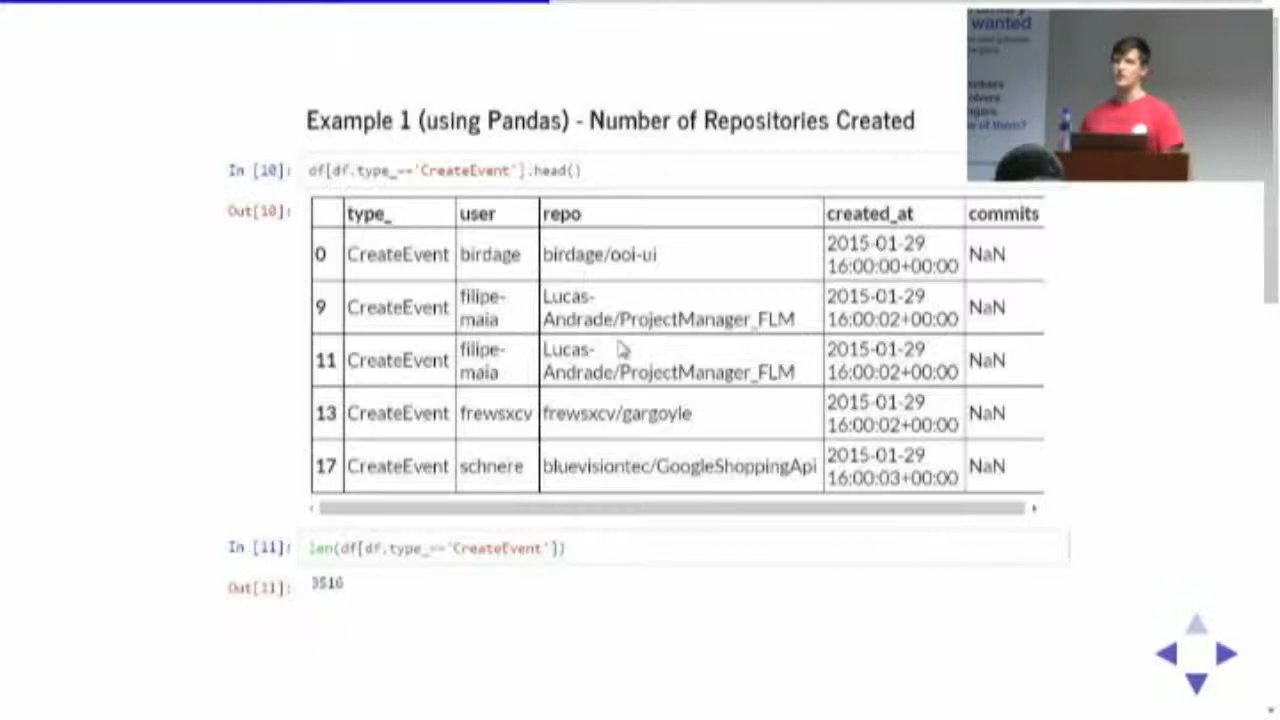 wanted
of them?
Example 1 (using Pandas) - Number of Repositories Created
In [10]: df[df.type_=='CreateEvent'].head()
Out[10]:
type_ user repo created_at commits
0 CreateEvent birdage birdage/ooi-ui 2015-01-29 16:00:00+00:00 NaN
9 CreateEvent filipe-maia Lucas-Andrade/ProjectManager_FLM 2015-01-29 16:00:02+00:00 NaN
11 CreateEvent filipe-maia Lucas-Andrade/ProjectManager_FLM 2015-01-29 16:00:02+00:00 NaN
13 CreateEvent frewsxcv frewsxcv/gargoyle 2015-01-29 16:00:02+00:00 NaN
17 CreateEvent schnere bluevisiontec/GoogleShoppingApi 2015-01-29 16:00:03+00:00 NaN
In [11]: len(df[df.type_=='CreateEvent'])
Out[11]: 3516